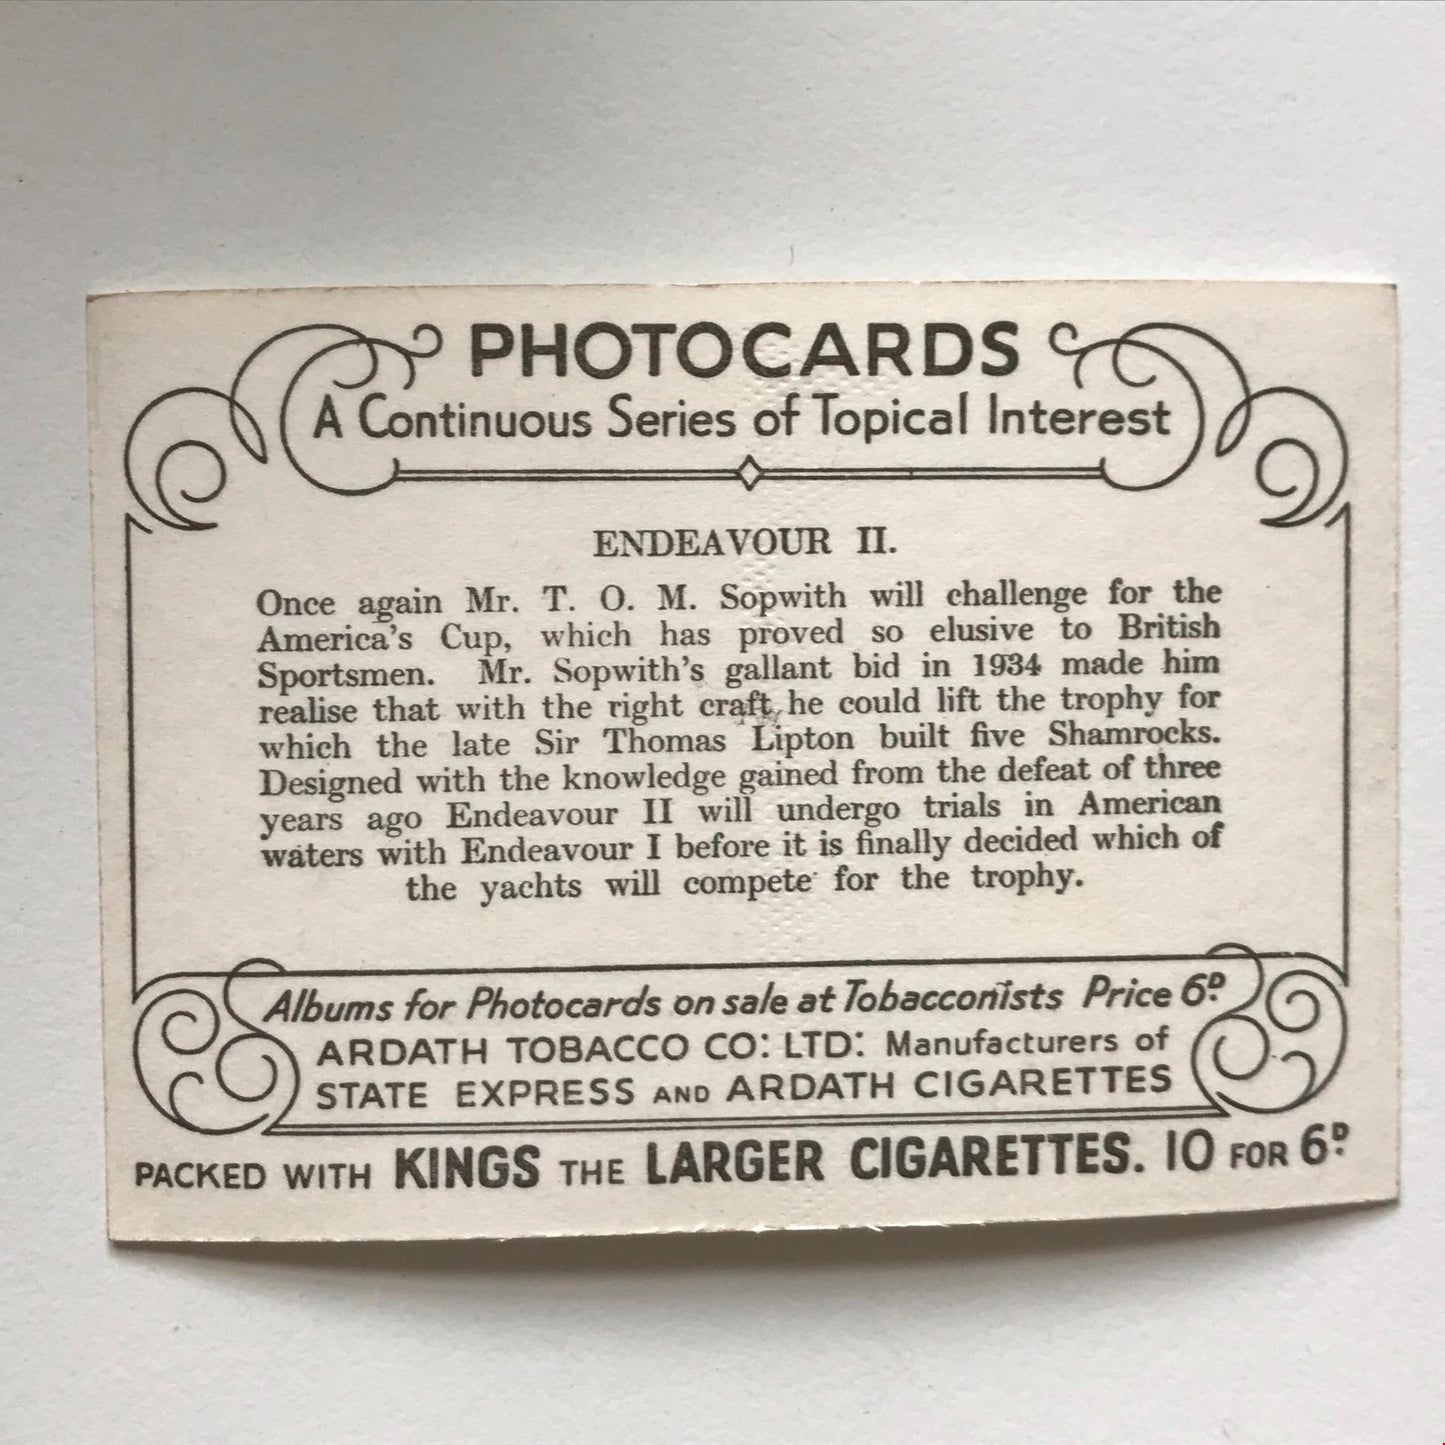 PHOTOCARDS
A Continuous Series of Topical Interest
ENDEAVOUR II.
Once again Mr. T. O. M. Sopwith will challenge for the
America's Cup, which has proved so elusive to British
Sportsmen. Mr. Sopwith's gallant bid in 1934 made him
realise that with the right craft, he could lift the trophy for
which the late Sir Thomas Lipton built five Shamrocks.
Designed with the knowledge gained from the defeat of three
years ago Endeavour II will undergo trials in American
waters with Endeavour I before it is finally decided which of
the yachts will compete for the trophy.
Albums for Photocards on sale at Tobacconists Price 6D
ARDATH TOBACCO CO: LTD: Manufacturers of
STATE EXPRESS AND ARDATH CIGARETTES
PACKED WITH KINGS THE LARGER CIGARETTES. 10 FOR 6D